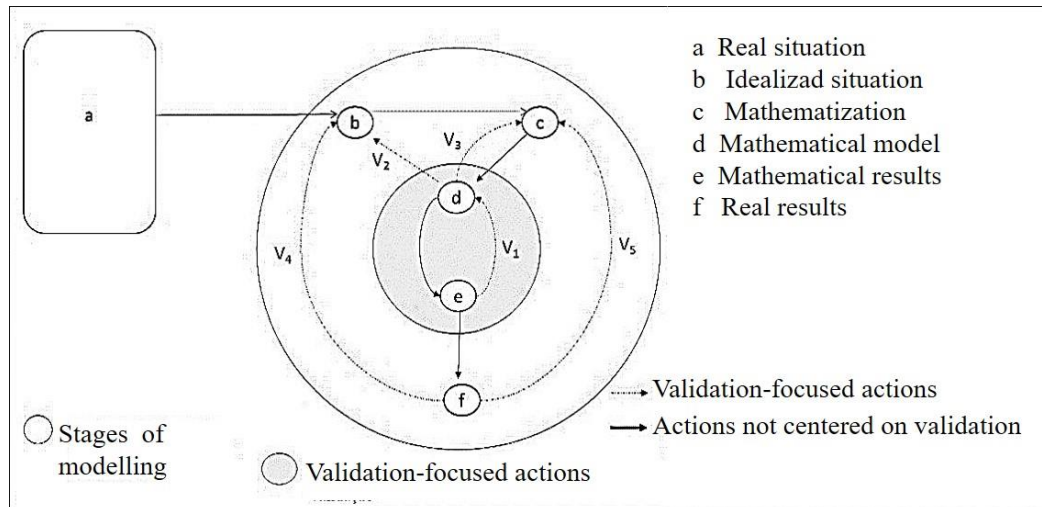 a
b
c
V₃
V₂
d
V₄
V₁
V₅
e
f
a Real situation
b Idealizad situation
c Mathematization
d Mathematical model
e Mathematical results
f Real results
Validation-focused actions
Actions not centered on validation
Stages of
modelling
Validation-focused actions